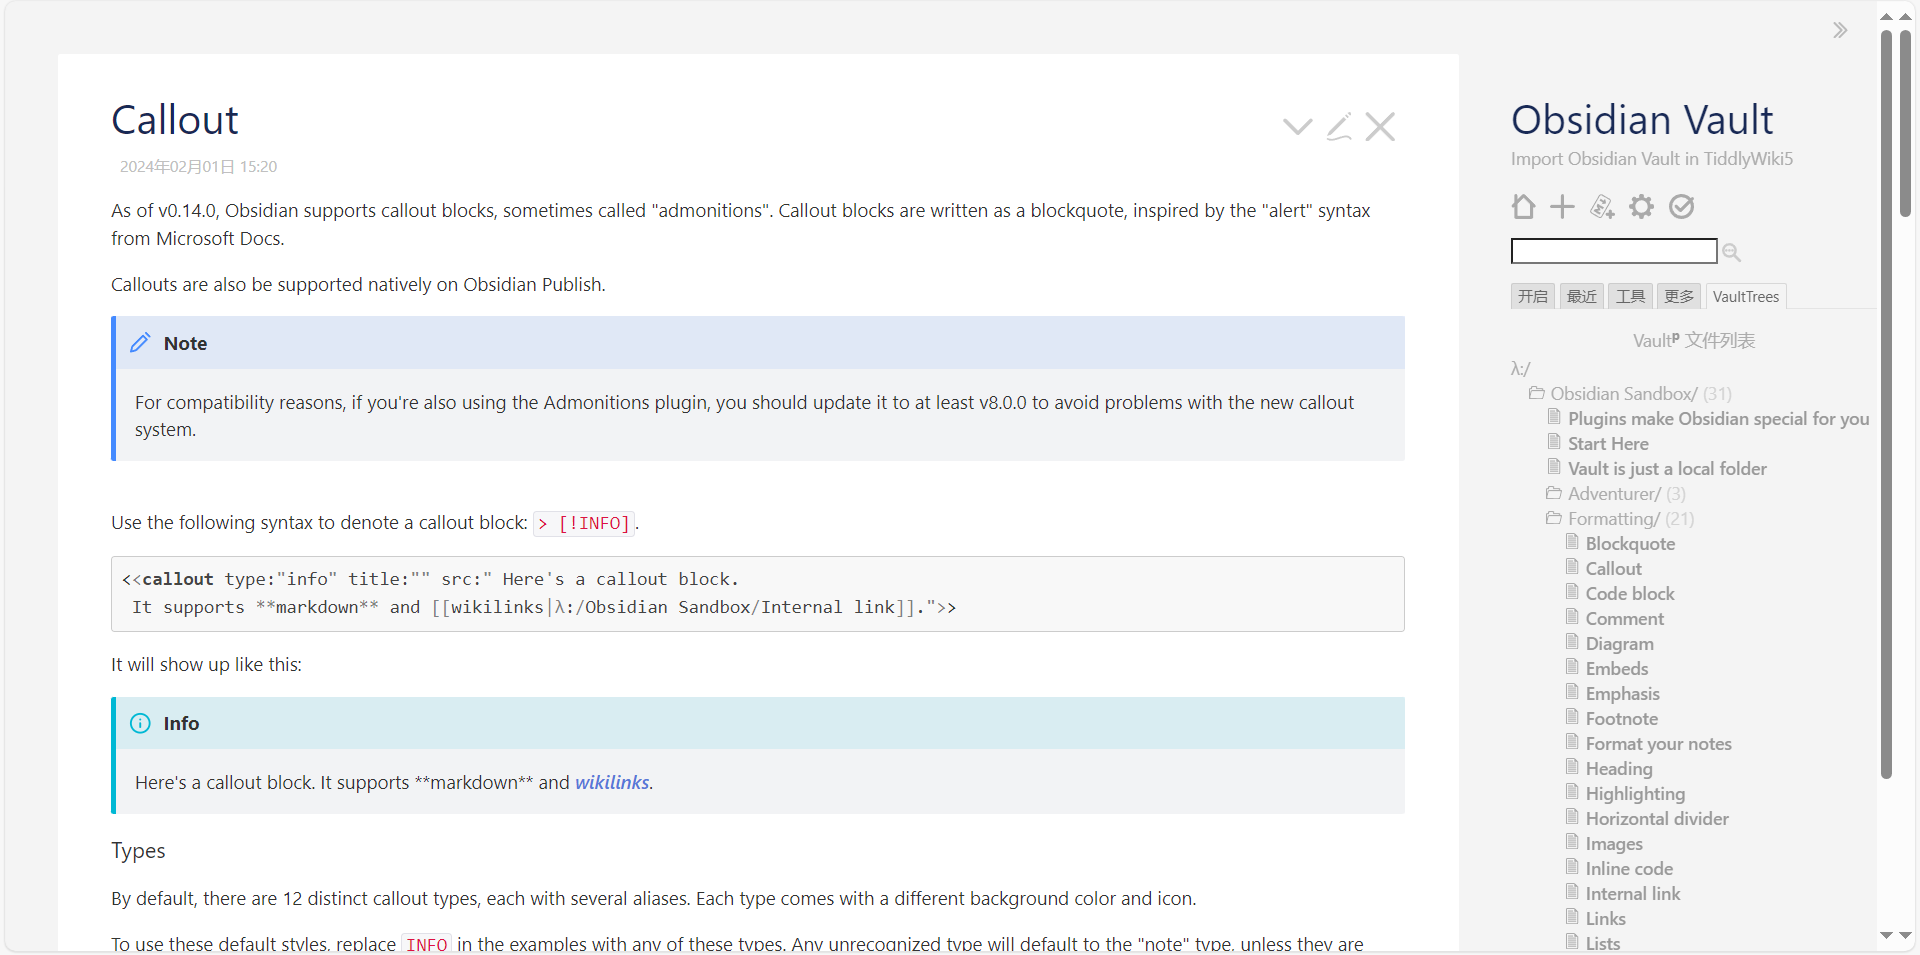 Callout
2024年02月01日 15:20
As of v0.14.0, Obsidian supports callout blocks, sometimes called "admonitions". Callout blocks are written as a blockquote, inspired by the "alert" syntax
from Microsoft Docs.
Callouts are also be supported natively on Obsidian Publish.
Note
For compatibility reasons, if you're also using the Admonitions plugin, you should update it to at least v8.0.0 to avoid problems with the new callout
system.
Use the following syntax to denote a callout block: > [!INFO].
<<callout type:"info" title:"" src:" Here's a callout block.
It supports **markdown** and [[wikilinks|λ:/Obsidian Sandbox/Internal link]].">>
It will show up like this:
Info
Here's a callout block. It supports **markdown** and wikilinks.
Types
By default, there are 12 distinct callout types, each with several aliases. Each type comes with a different background color and icon.
To use these default styles, replace INFO in the examples with any of these types. Any unrecognized type will default to the "note" type, unless they are
Obsidian Vault
Import Obsidian Vault in TiddlyWiki5
开启 最近 工具 更多 VaultTrees
Vaultᴾ 文件列表
λ:/
Obsidian Sandbox/ (31)
Plugins make Obsidian special for you
Start Here
Vault is just a local folder
Adventurer/ (3)
Formatting/ (21)
Blockquote
Callout
Code block
Comment
Diagram
Embeds
Emphasis
Footnote
Format your notes
Heading
Highlighting
Horizontal divider
Images
Inline code
Internal link
Links
Lists